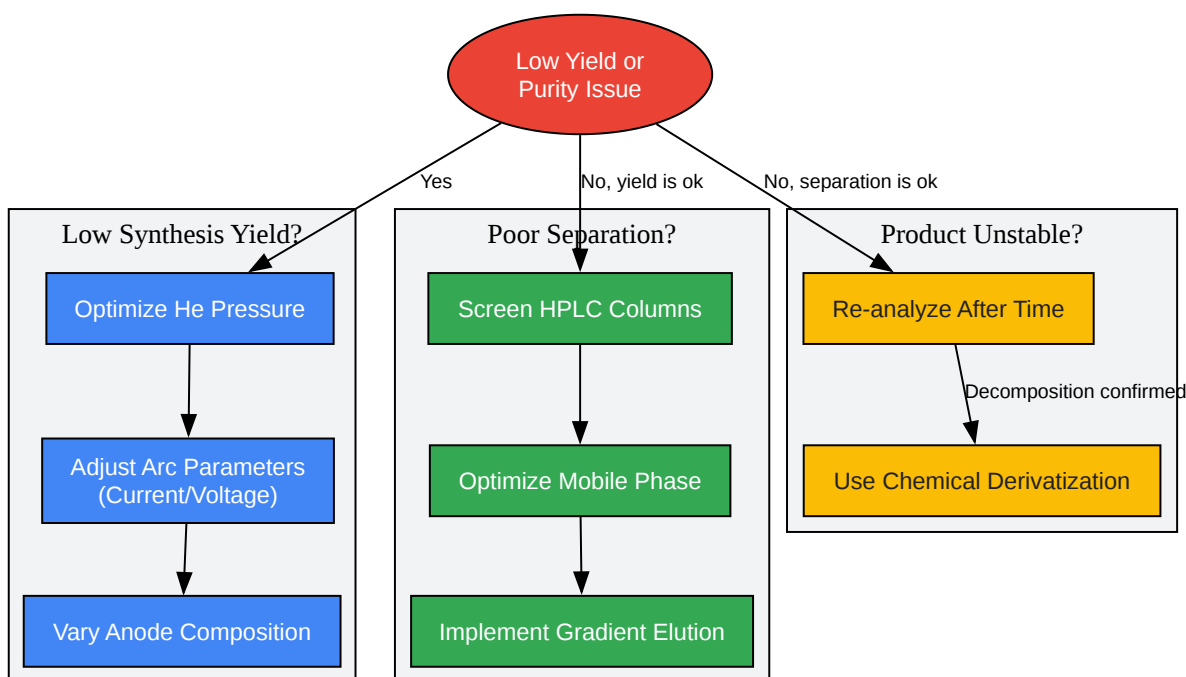 Low Yield or
Purity Issue
Yes
No, yield is ok
No, separation is ok
Low Synthesis Yield?
Poor Separation?
Product Unstable?
Optimize He Pressure
Screen HPLC Columns
Re-analyze After Time
Decomposition confirmed
Adjust Arc Parameters
(Current/Voltage)
Optimize Mobile Phase
Use Chemical Derivatization
Vary Anode Composition
Implement Gradient Elution